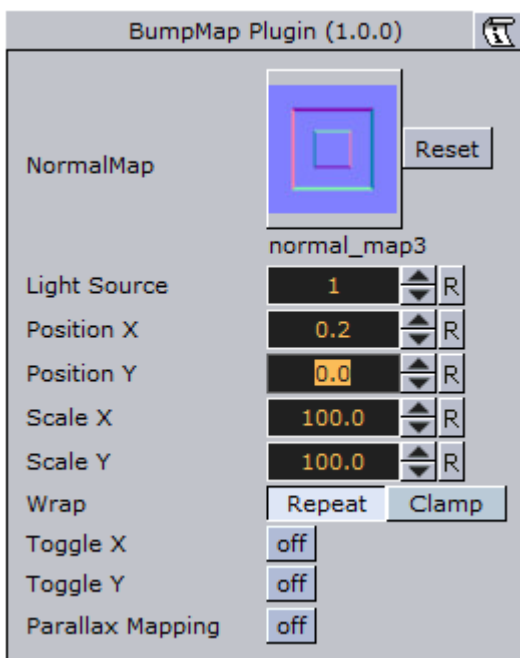 BumpMap Plugin (1.0.0)
NormalMap
Reset
normal_map3
Light Source 1 R
Position X 0.2 R
Position Y 0.0 R
Scale X 100.0 R
Scale Y 100.0 R
Wrap Repeat Clamp
Toggle X off
Toggle Y off
Parallax Mapping off